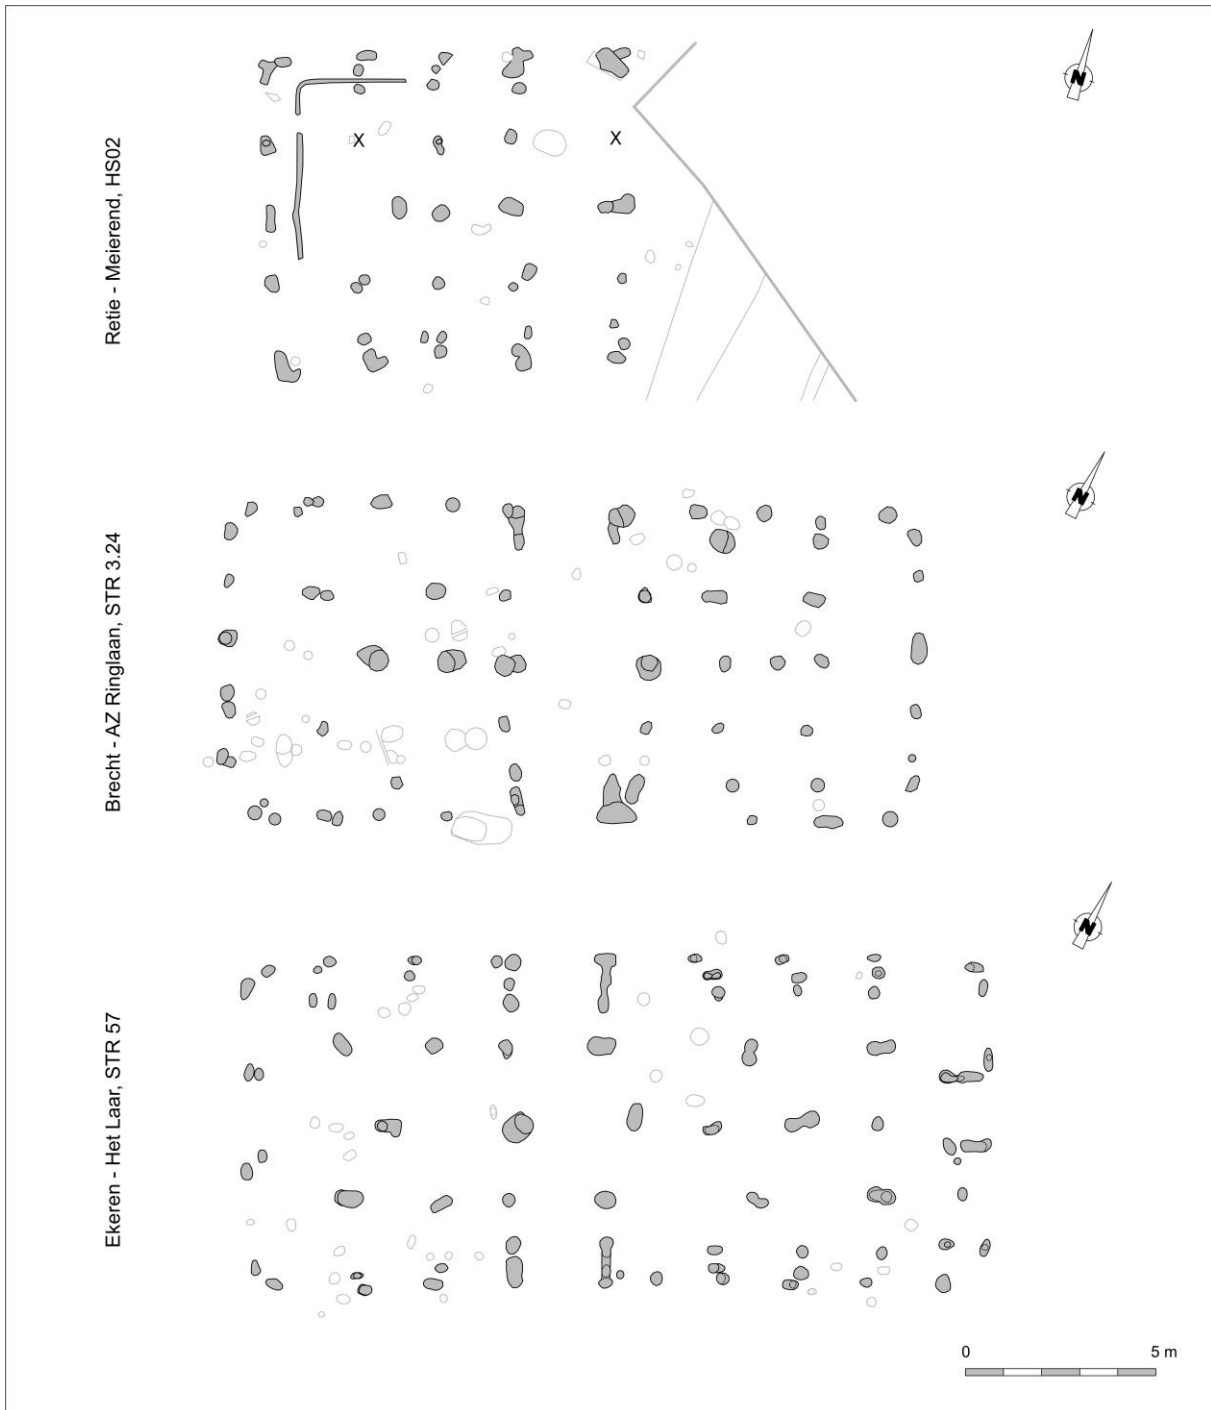 Retie - Meierend, HS02
N
X
X
Brecht - AZ Ringlaan, STR 3.24
N
Ekeren - Het Laar, STR 57
N
0 5 m